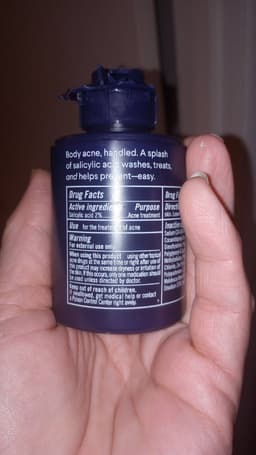 Body acne, handled. A splash
of salicylic acid washes, treats,
and helps prevent—easy.
Drug Facts
Active ingredient Purpose
Salicylic acid 2% Acne treatment
Use for the treatment of acne
Warning
For external use only
When using this product using other topical
acne drugs at the same time or right after use of
this product may increase dryness or irritation of
the skin. If this occurs, only one medication should
be used unless directed by doctor.
Keep out of reach of children.
If swallowed, get medical help or contact
a Poison Control Center right away.
Drug